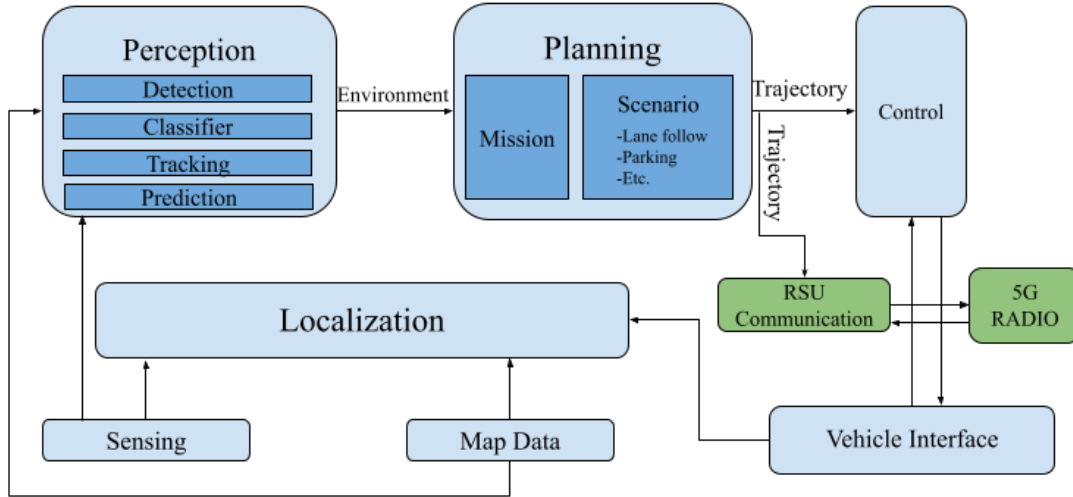 Perception
Detection
Classifier
Tracking
Prediction
Environment
Planning
Mission
Scenario
-Lane follow
-Parking
-Etc.
Trajectory
Trajectory
Control
RSU
Communication
5G
RADIO
Localization
Sensing
Map Data
Vehicle Interface